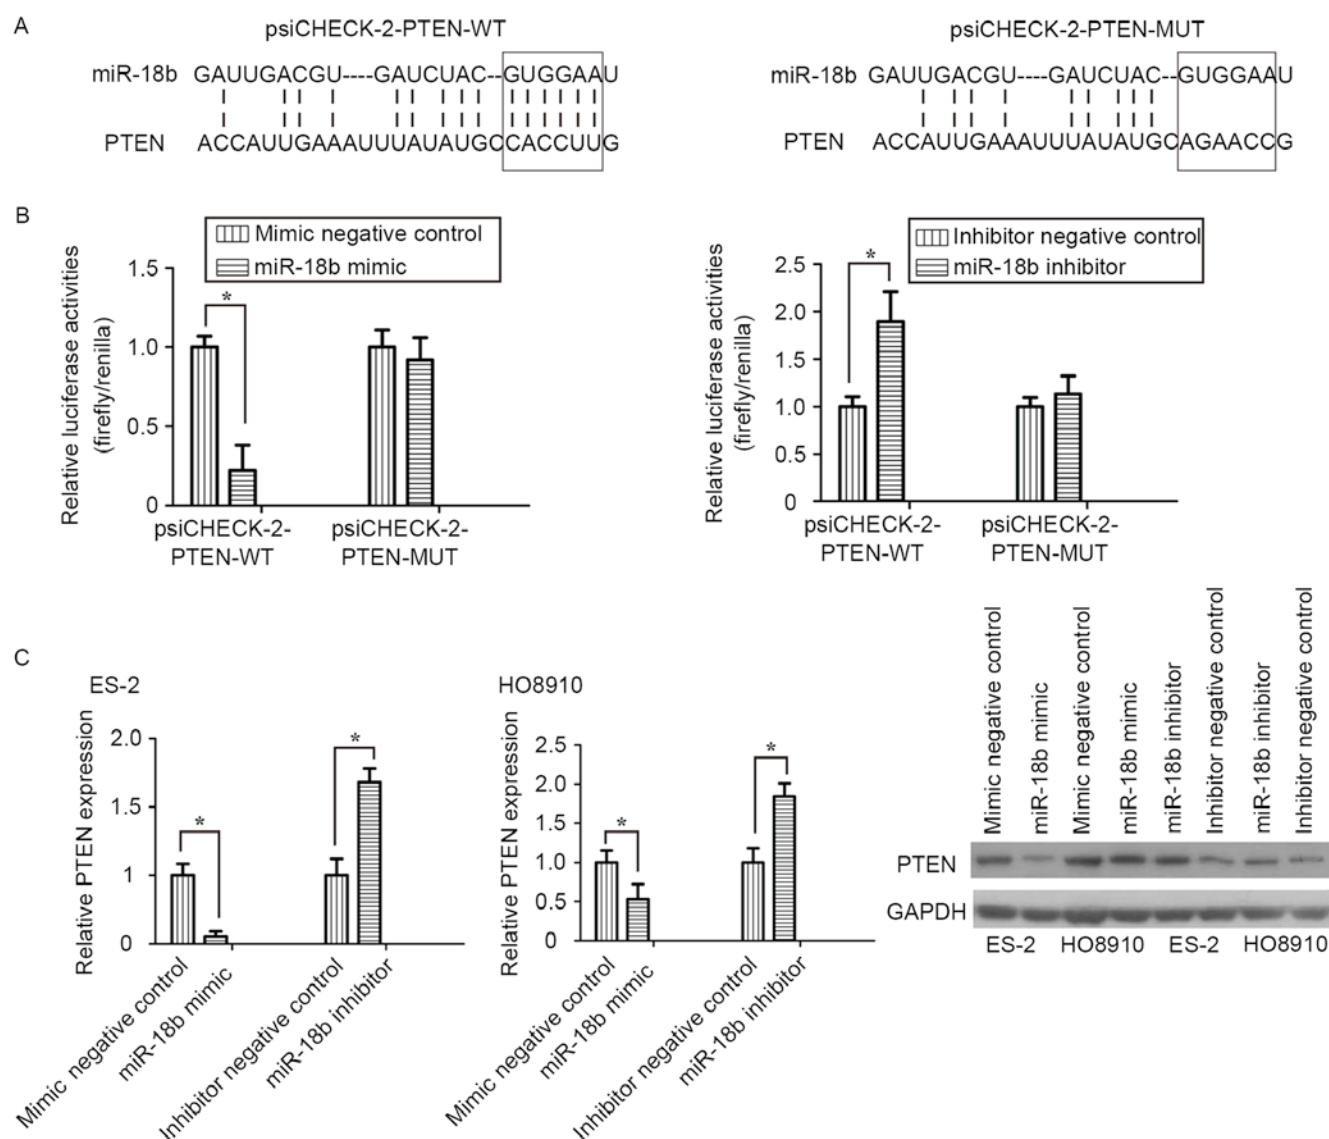 A
psiCHECK-2-PTEN-WT
miR-18b GAUUGACGU----GAUCUAC--GUGGAAU
PTEN ACCAUUGAAAUUUAUAUGCCACCUUG
psiCHECK-2-PTEN-MUT
miR-18b GAUUGACGU----GAUCUAC--GUGGAAU
PTEN ACCAUUGAAAUUUAUAUGCAGAACCG
B
Mimic negative control
miR-18b mimic
*
Relative luciferase activities
(firefly/renilla)
1.5
1.0
0.5
0
psiCHECK-2-
PTEN-WT
psiCHECK-2-
PTEN-MUT
Inhibitor negative control
miR-18b inhibitor
*
Relative luciferase activities
(firefly/renilla)
2.5
2.0
1.5
1.0
0.5
0
psiCHECK-2-
PTEN-WT
psiCHECK-2-
PTEN-MUT
C
ES-2
Relative PTEN expression
2.0
1.5
1
0
*
*
Mimic negative control
miR-18b mimic
Inhibitor negative control
miR-18b inhibitor
HO8910
Relative PTEN expression
2.5
2.0
1.5
1.0
0.5
0
*
*
Mimic negative control
miR-18b mimic
Inhibitor negative control
miR-18b inhibitor
Mimic negative control
miR-18b mimic
Mimic negative control
miR-18b mimic
miR-18b inhibitor
Inhibitor negative control
miR-18b inhibitor
Inhibitor negative control
PTEN
GAPDH
ES-2 HO8910 ES-2 HO8910